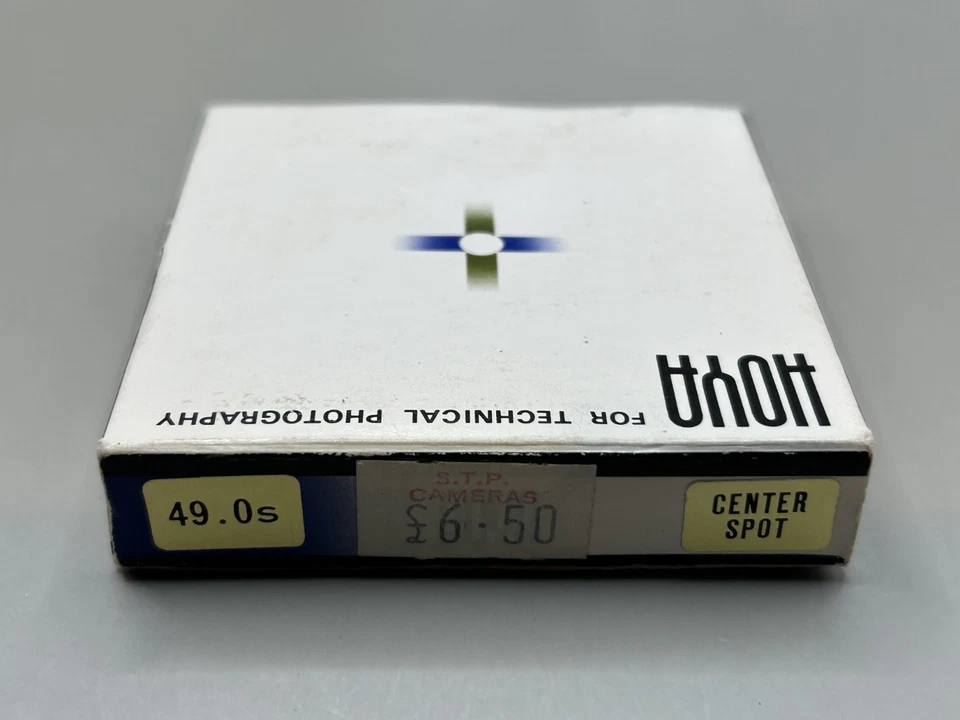 HOYA
FOR TECHNICAL PHOTOGRAPHY
49.0s
S.T.P.
CAMERAS
£6.50
CENTER
SPOT